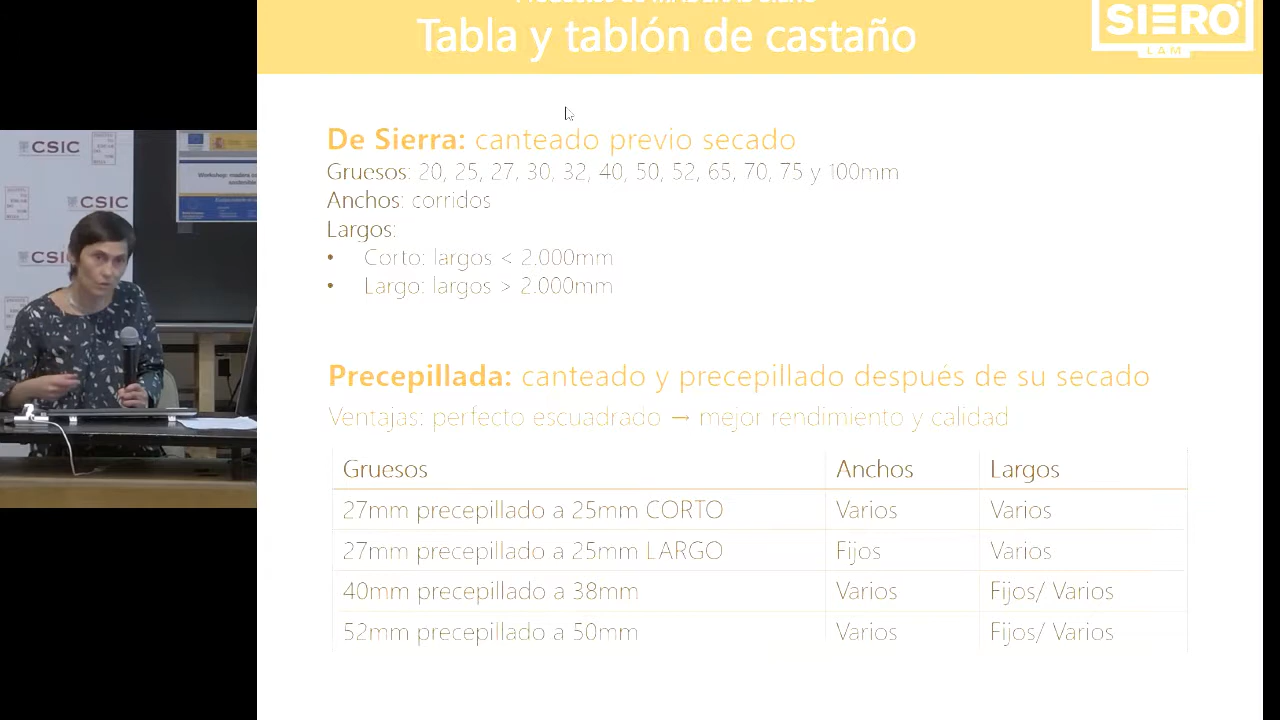 Tabla y tablón de castaño
SIERO
LAM
De Sierra: canteado previo secado
Gruesos: 20, 25, 27, 30, 32, 40, 50, 52, 65, 70, 75 y 100mm
Anchos: corridos
Largos:
• Corto: largos < 2.000mm
• Largo: largos > 2.000mm
Precepillada: canteado y precepillado después de su secado
Ventajas: perfecto escuadrado → mejor rendimiento y calidad
Gruesos Anchos Largos
27mm precepillado a 25mm CORTO Varios Varios
27mm precepillado a 25mm LARGO Fijos Varios
40mm precepillado a 38mm Varios Fijos/ Varios
52mm precepillado a 50mm Varios Fijos/ Varios
CSIC
CSIC
CSIC
Workshop: madera
sostenible